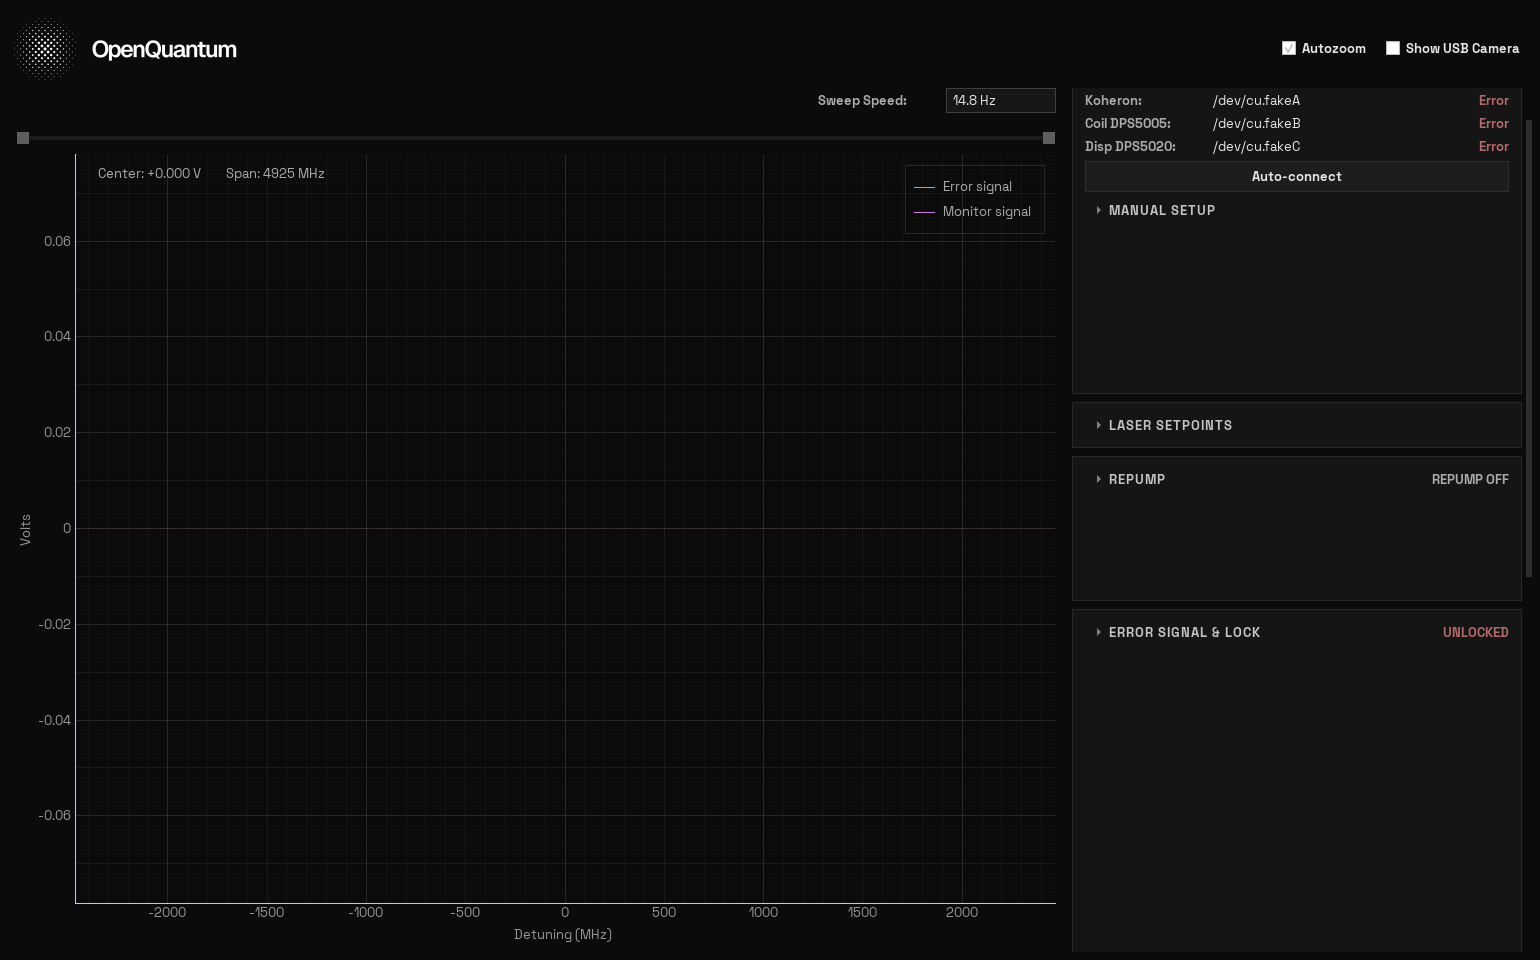 OpenQuantum
Autozoom
Show USB Camera
Sweep Speed:
14.8 Hz
Center: +0.000 V
Span: 4925 MHz
Error signal
Monitor signal
0.06
0.04
0.02
0
-0.02
-0.04
-0.06
Volts
-2000
-1500
-1000
-500
0
500
1000
1500
2000
Detuning (MHz)
Koheron: /dev/cu.fakeA Error
Coil DPS5005: /dev/cu.fakeB Error
Disp DPS5020: /dev/cu.fakeC Error
Auto-connect
MANUAL SETUP
LASER SETPOINTS
REPUMP
REPUMP OFF
ERROR SIGNAL & LOCK
UNLOCKED